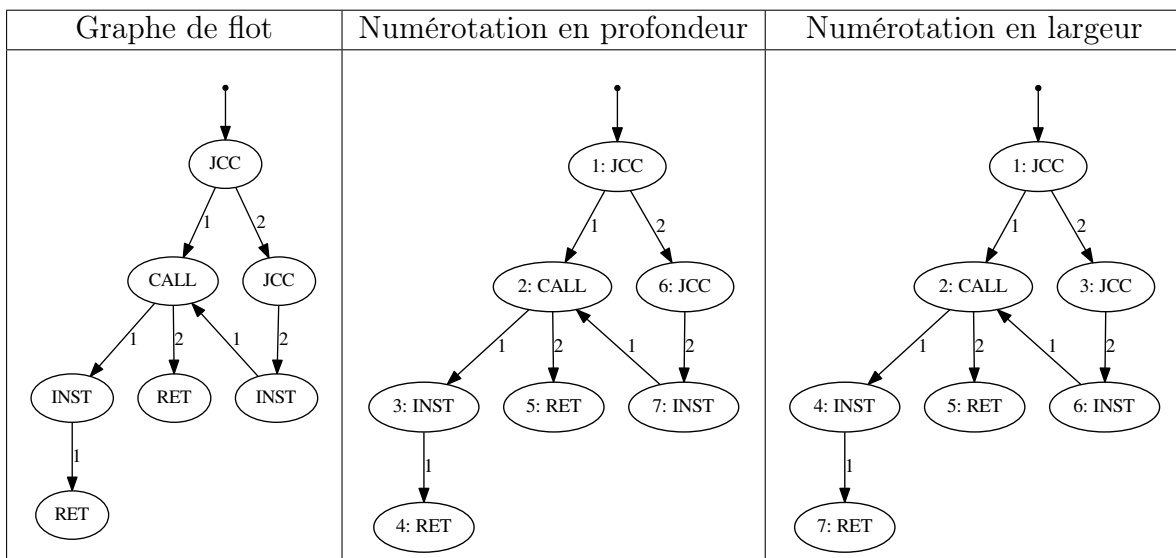 Graphe de flot
Numérotation en profondeur
Numérotation en largeur
JCC
1
2
CALL
JCC
1
2
1
2
INST
RET
INST
1
RET
1: JCC
1
2
2: CALL
6: JCC
1
2
1
2
3: INST
5: RET
7: INST
1
4: RET
1: JCC
1
2
2: CALL
3: JCC
1
2
1
2
4: INST
5: RET
6: INST
1
7: RET